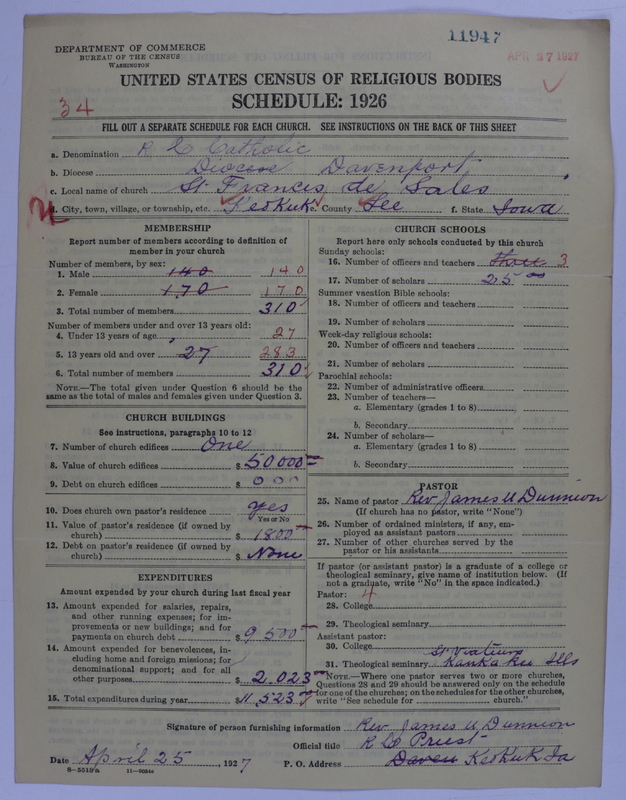 11947
DEPARTMENT OF COMMERCE
BUREAU OF THE CENSUS
WASHINGTON
APR 27 1927
UNITED STATES CENSUS OF RELIGIOUS BODIES
SCHEDULE: 1926
34
FILL OUT A SEPARATE SCHEDULE FOR EACH CHURCH. SEE INSTRUCTIONS ON THE BACK OF THIS SHEET
a. Denomination R C Catholic
b. Diocese Diocese Davenport
c. Local name of church St Francis de Sales
d. City, town, village, or township, etc. Keokuk e. County Lee f. State Iowa
MEMBERSHIP
Report number of members according to definition of member in your church
Number of members, by sex:
1. Male 140 140
2. Female 170 170
3. Total number of members 310
Number of members under and over 13 years old:
4. Under 13 years of age 27
5. 13 years old and over 27 283
6. Total number of members 310
NOTE.—The total given under Question 6 should be the
same as the total of males and females given under Question 3.
CHURCH BUILDINGS
See instructions, paragraphs 10 to 12
7. Number of church edifices One
8. Value of church edifices $ 50000
9. Debt on church edifices $ 000
10. Does church own pastor's residence yes
Yes or No
11. Value of pastor's residence (if owned by
church) $ 1800
12. Debt on pastor's residence (if owned by
church) $ None
EXPENDITURES
Amount expended by your church during last fiscal year
13. Amount expended for salaries, repairs,
and other running expenses; for im-
provements or new buildings; and for
payments on church debt $ 9500
14. Amount expended for benevolences, in-
cluding home and foreign missions; for
denominational support; and for all
other purposes $ 2.023
15. Total expenditures during year $ 11,523
CHURCH SCHOOLS
Report here only schools conducted by this church
Sunday schools:
16. Number of officers and teachers three 3
17. Number of scholars 25 00
Summer vacation Bible schools:
18. Number of officers and teachers
19. Number of scholars
Week-day religious schools:
20. Number of officers and teachers
21. Number of scholars
Parochial schools:
22. Number of administrative officers
23. Number of teachers—
a. Elementary (grades 1 to 8)
b. Secondary
24. Number of scholars—
a. Elementary (grades 1 to 8)
b. Secondary
PASTOR
25. Name of pastor Rev James U Dunnion
(If church has no pastor, write "None")
26. Number of ordained ministers, if any, em-
ployed as assistant pastors
27. Number of other churches served by the
pastor or his assistants
If pastor (or assistant pastor) is a graduate of a college or
theological seminary, give name of institution below. (If
not a graduate, write "No" in the space indicated.)
Pastor: 4
28. College
29. Theological seminary
Assistant pastor:
30. College St Viateurs
31. Theological seminary Kankakee Ills
NOTE.—Where one pastor serves two or more churches,
Questions 28 and 29 should be answered only on the schedule
for one of the churches; on the schedules for the other churches,
write "See schedule for church."
Signature of person furnishing information Rev James U Dunnion
Official title R C Priest
Date April 25, 1927 P. O. Address Daven Keokuk Ia